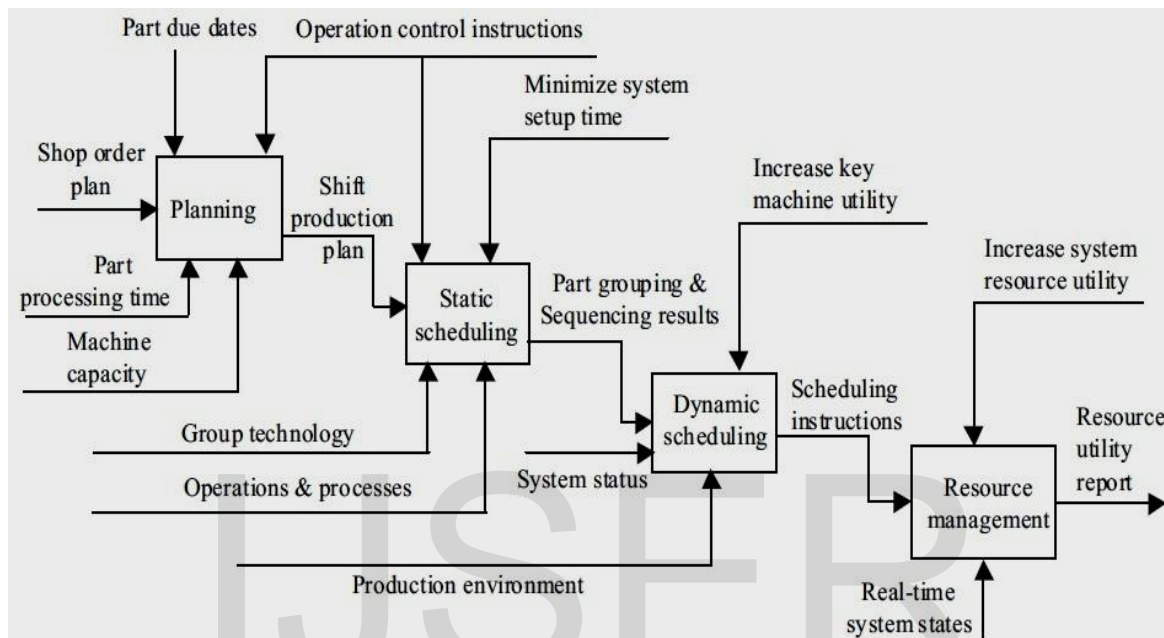 Part due dates
Operation control instructions
Minimize system
setup time
Shop order
plan
Planning
Shift
production
plan
Increase key
machine utility
Part
processing time
Machine
capacity
Static
scheduling
Part grouping &
Sequencing results
Increase system
resource utility
Group technology
Operations & processes
Dynamic
scheduling
System status
Scheduling
instructions
Resource
utility
report
Resource
management
Production environment
Real-time
system states
IJSER